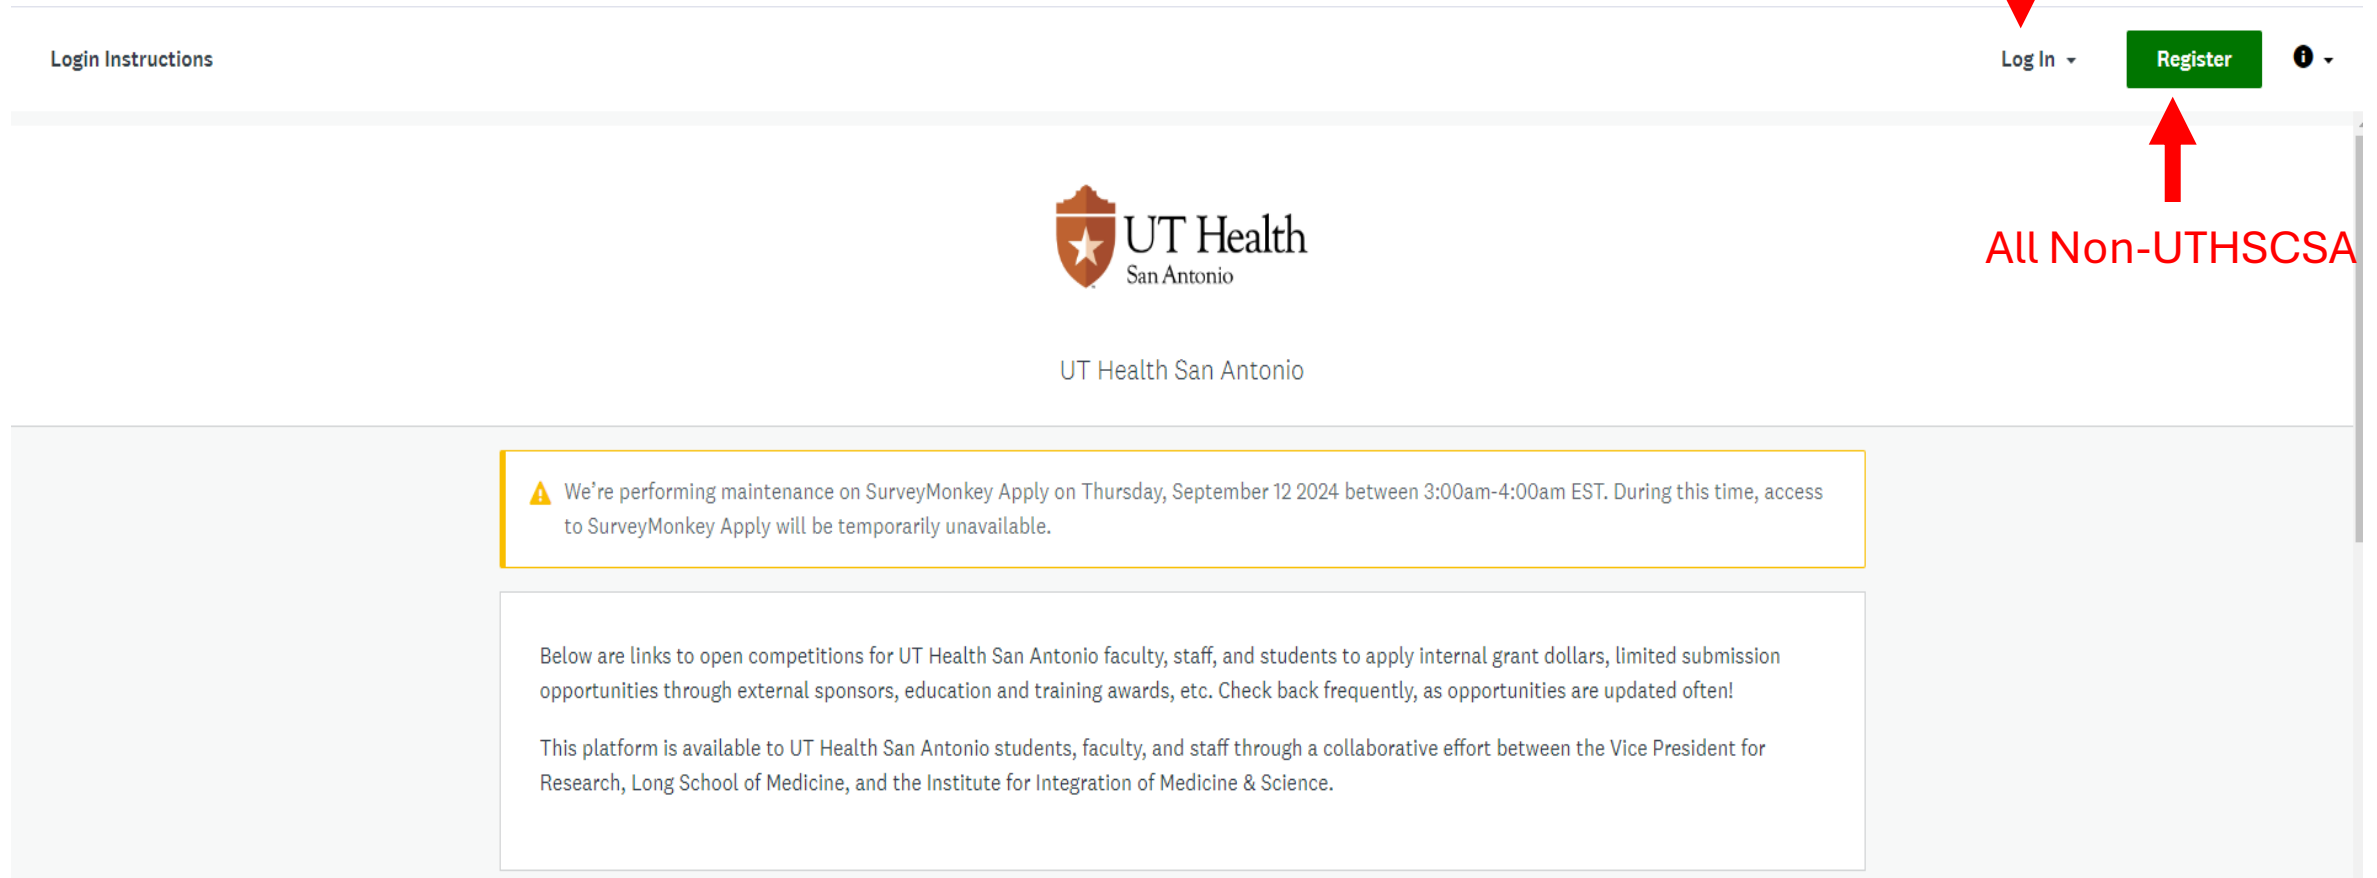 Login Instructions
Log In
Register
All Non-UTHSCSA
UT Health
San Antonio
UT Health San Antonio
We’re performing maintenance on SurveyMonkey Apply on Thursday, September 12 2024 between 3:00am-4:00am EST. During this time, access
to SurveyMonkey Apply will be temporarily unavailable.
Below are links to open competitions for UT Health San Antonio faculty, staff, and students to apply internal grant dollars, limited submission
opportunities through external sponsors, education and training awards, etc. Check back frequently, as opportunities are updated often!
This platform is available to UT Health San Antonio students, faculty, and staff through a collaborative effort between the Vice President for
Research, Long School of Medicine, and the Institute for Integration of Medicine & Science.